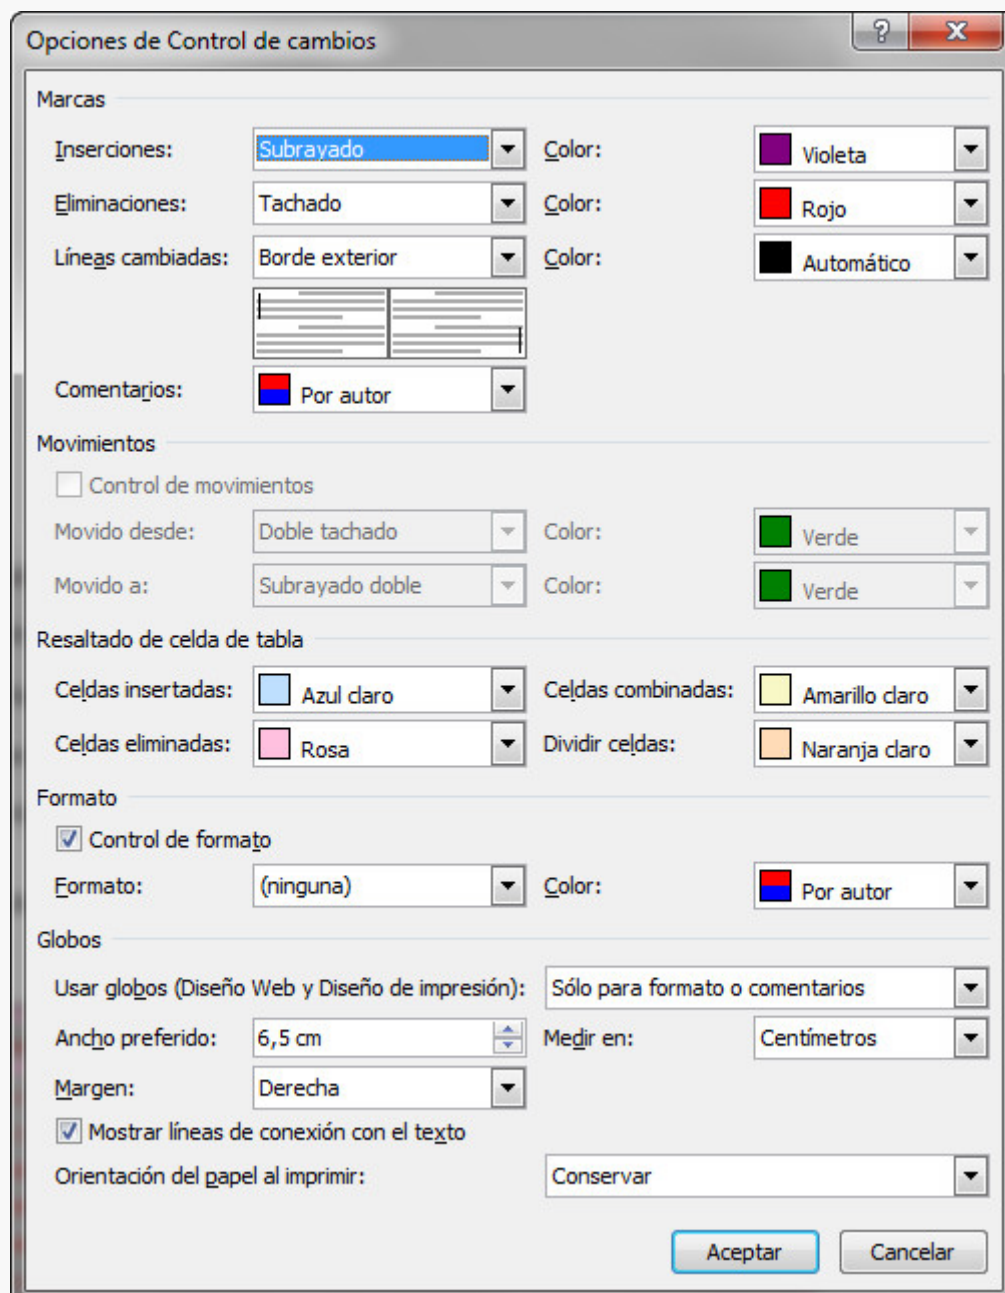 Opciones de Control de cambios
Marcas
Inserciones: Subrayado Color: Violeta
Eliminaciones: Tachado Color: Rojo
Líneas cambiadas: Borde exterior Color: Automático
Comentarios: Por autor
Movimientos
Control de movimientos
Movido desde: Doble tachado Color: Verde
Movido a: Subrayado doble Color: Verde
Resaltado de celda de tabla
Celdas insertadas: Azul claro Celdas combinadas: Amarillo claro
Celdas eliminadas: Rosa Dividir celdas: Naranja claro
Formato
Control de formato
Formato: (ninguna) Color: Por autor
Globos
Usar globos (Diseño Web y Diseño de impresión): Sólo para formato o comentarios
Ancho preferido: 6,5 cm Medir en: Centímetros
Margen: Derecha
Mostrar líneas de conexión con el texto
Orientación del papel al imprimir: Conservar
Aceptar Cancelar